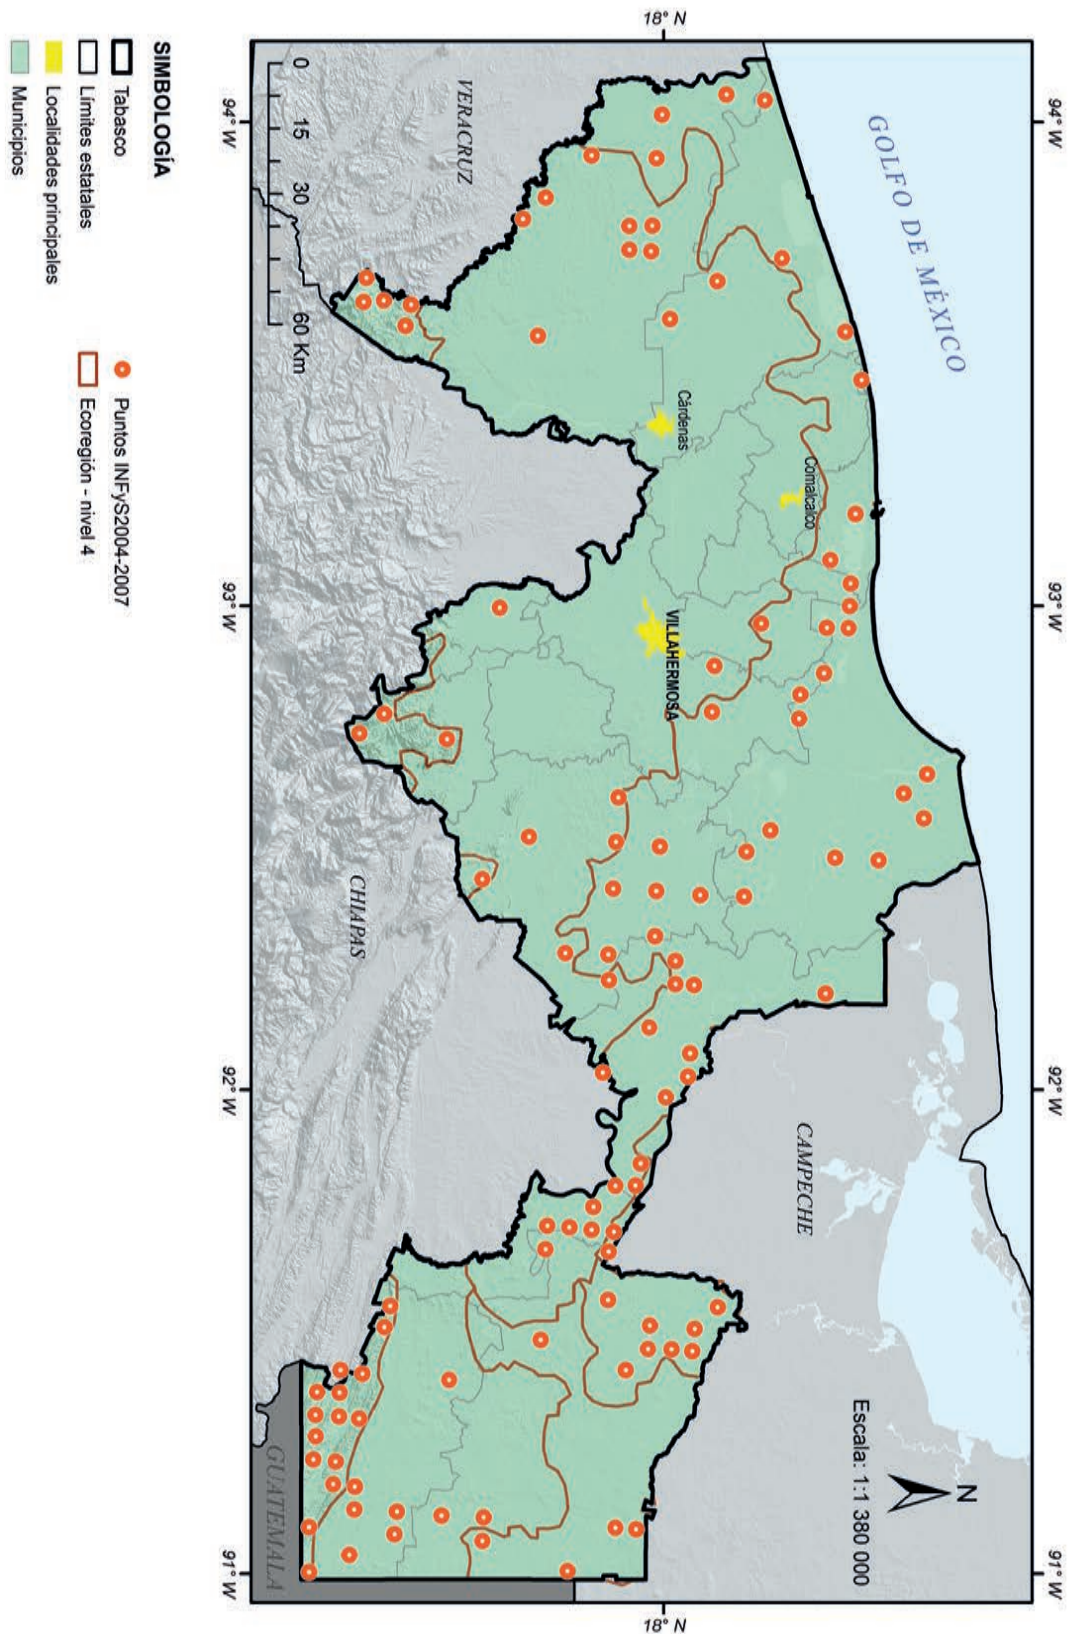 18° N
94° W
93° W
92° W
91° W
GOLFO DE MÉXICO
VERACRUZ
Cárdenas
Comalcalco
VILLAHERMOSA
CHIAPAS
CAMPECHE
GUATEMALA
N
Escala: 1:1 380 000
0 15 30 60 Km
94° W
93° W
92° W
91° W
18° N
SIMBOLOGÍA
Tabasco
Límites estatales
Localidades principales
Municipios
Puntos INFyS2004-2007
Ecoregión - nivel 4